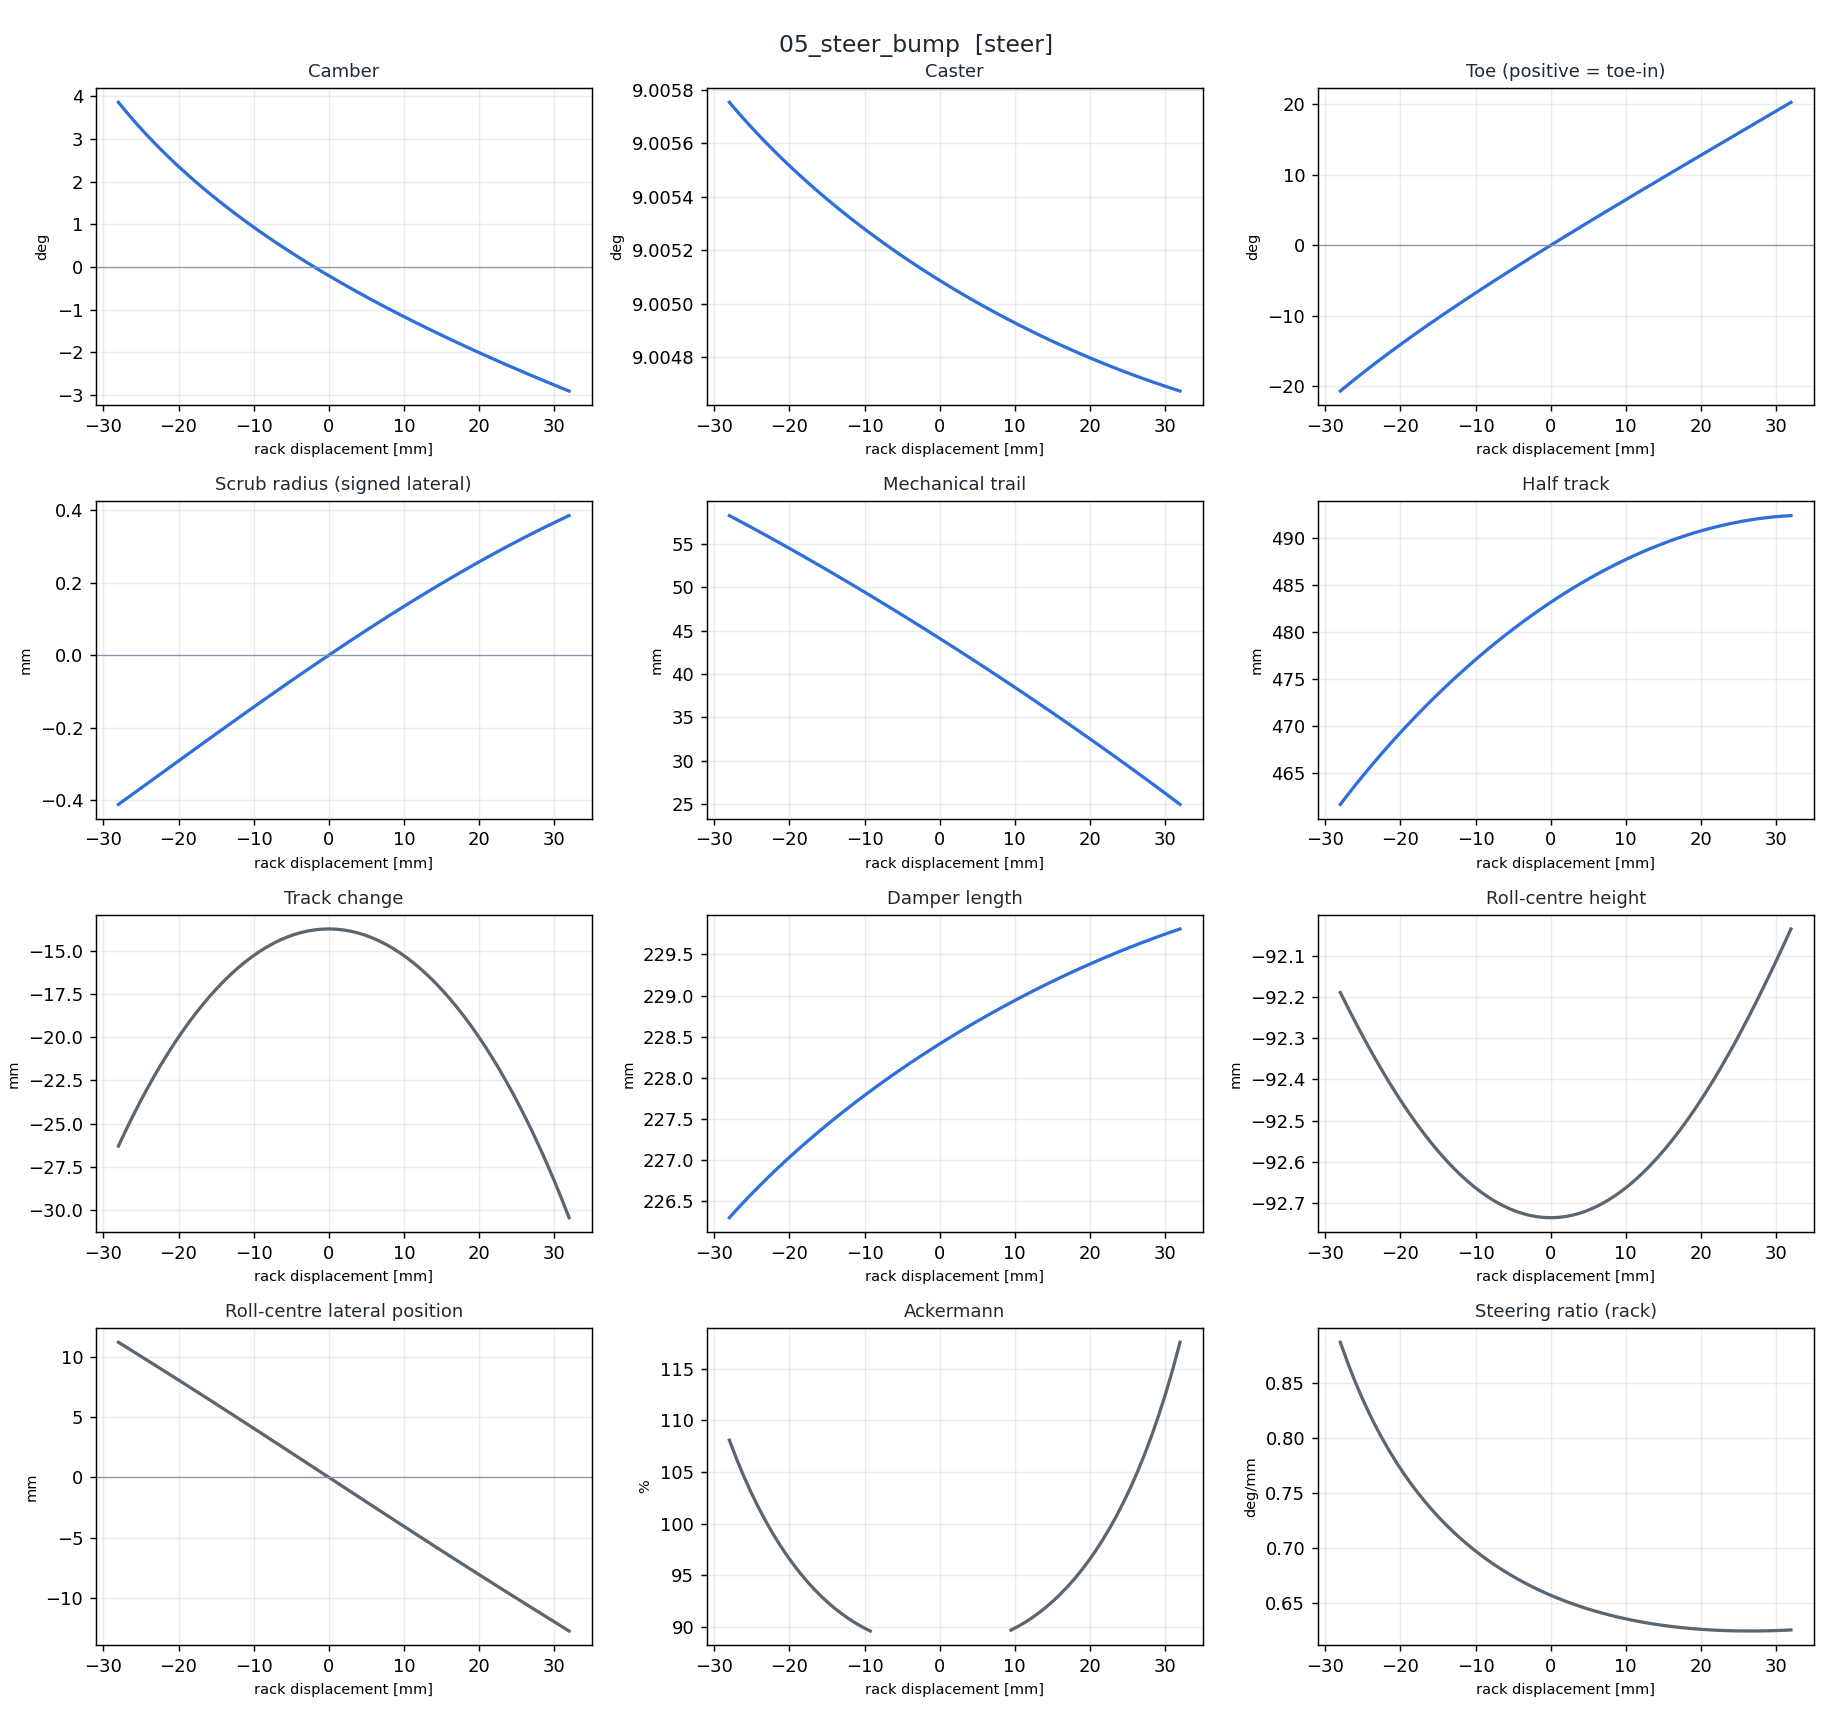 05_steer_bump  [steer]
Camber
4
3
2
1
0
−1
−2
−3
deg
−30 −20 −10 0 10 20 30
rack displacement [mm]
Caster
9.0058
9.0056
9.0054
9.0052
9.0050
9.0048
deg
−30 −20 −10 0 10 20 30
rack displacement [mm]
Toe (positive = toe-in)
20
10
0
−10
−20
deg
−30 −20 −10 0 10 20 30
rack displacement [mm]
Scrub radius (signed lateral)
0.4
0.2
0.0
−0.2
−0.4
mm
−30 −20 −10 0 10 20 30
rack displacement [mm]
Mechanical trail
55
50
45
40
35
30
25
mm
−30 −20 −10 0 10 20 30
rack displacement [mm]
Half track
490
485
480
475
470
465
mm
−30 −20 −10 0 10 20 30
rack displacement [mm]
Track change
−15.0
−17.5
−20.0
−22.5
−25.0
−27.5
−30.0
mm
−30 −20 −10 0 10 20 30
rack displacement [mm]
Damper length
229.5
229.0
228.5
228.0
227.5
227.0
226.5
mm
−30 −20 −10 0 10 20 30
rack displacement [mm]
Roll-centre height
−92.1
−92.2
−92.3
−92.4
−92.5
−92.6
−92.7
mm
−30 −20 −10 0 10 20 30
rack displacement [mm]
Roll-centre lateral position
10
5
0
−5
−10
mm
−30 −20 −10 0 10 20 30
rack displacement [mm]
Ackermann
115
110
105
100
95
90
%
−30 −20 −10 0 10 20 30
rack displacement [mm]
Steering ratio (rack)
0.85
0.80
0.75
0.70
0.65
deg/mm
−30 −20 −10 0 10 20 30
rack displacement [mm]